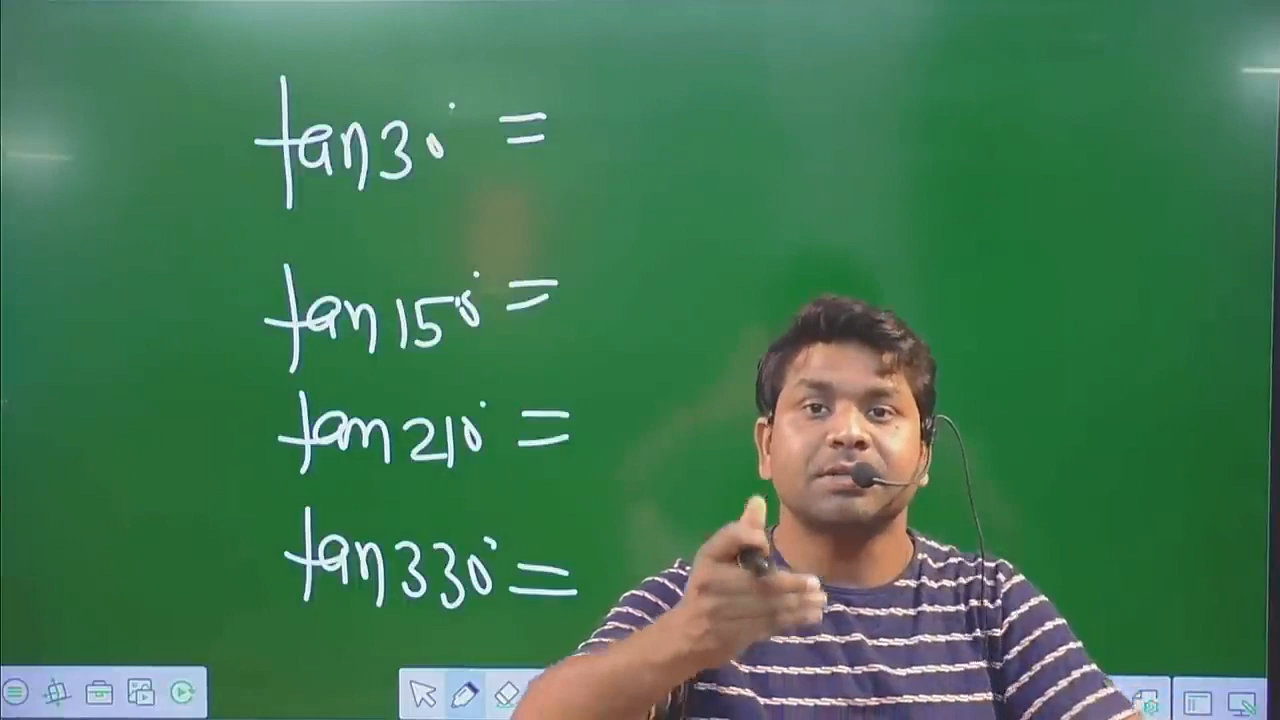 tan30° =
tan150° =
tan210° =
tan330° =